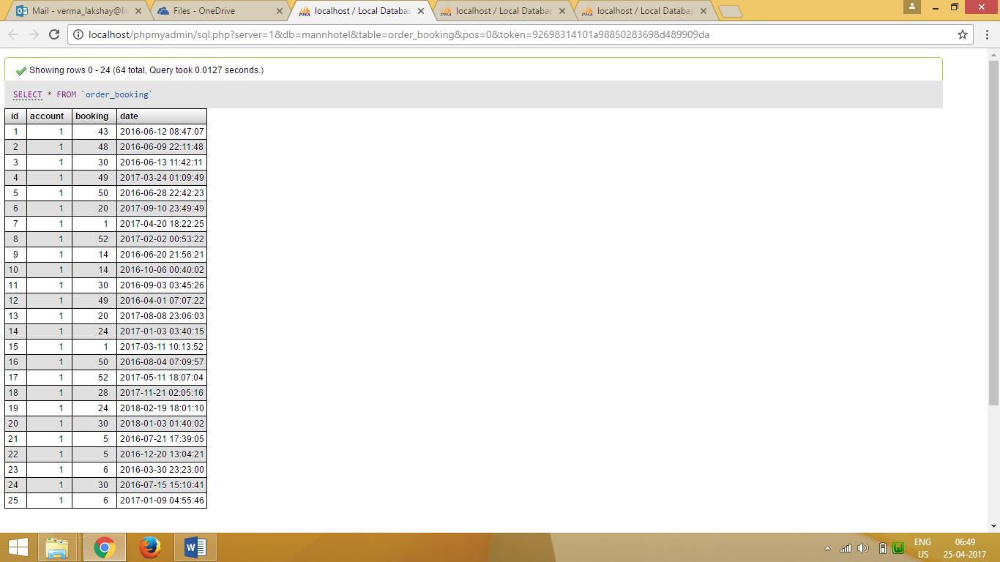 Mail - verma_lakshay@li
Files - OneDrive
localhost / Local Databas
localhost / Local Databas
localhost / Local Databas
localhost/phpmyadmin/sql.php?server=1&db=mannhotel&table=order_booking&pos=0&token=92698314101a98850283698d489909da
Showing rows 0 - 24 (64 total, Query took 0.0127 seconds.)
SELECT * FROM `order_booking`
id account booking date
1 1 43 2016-06-12 08:47:07
2 1 48 2016-06-09 22:11:48
3 1 30 2016-06-13 11:42:11
4 1 49 2017-03-24 01:09:49
5 1 50 2016-06-28 22:42:23
6 1 20 2017-09-10 23:49:49
7 1 1 2017-04-20 18:22:25
8 1 52 2017-02-02 00:53:22
9 1 14 2016-06-20 21:56:21
10 1 14 2016-10-06 00:40:02
11 1 30 2016-09-03 03:45:26
12 1 49 2016-04-01 07:07:22
13 1 20 2017-08-08 23:06:03
14 1 24 2017-01-03 03:40:15
15 1 1 2017-03-11 10:13:52
16 1 50 2016-08-04 07:09:57
17 1 52 2017-05-11 18:07:04
18 1 28 2017-11-21 02:05:16
19 1 24 2018-02-19 18:01:10
20 1 30 2018-01-03 01:40:02
21 1 5 2016-07-21 17:39:05
22 1 5 2016-12-20 13:04:21
23 1 6 2016-03-30 23:23:00
24 1 30 2016-07-15 15:10:41
25 1 6 2017-01-09 04:55:46
ENG 06:49
US 25-04-2017